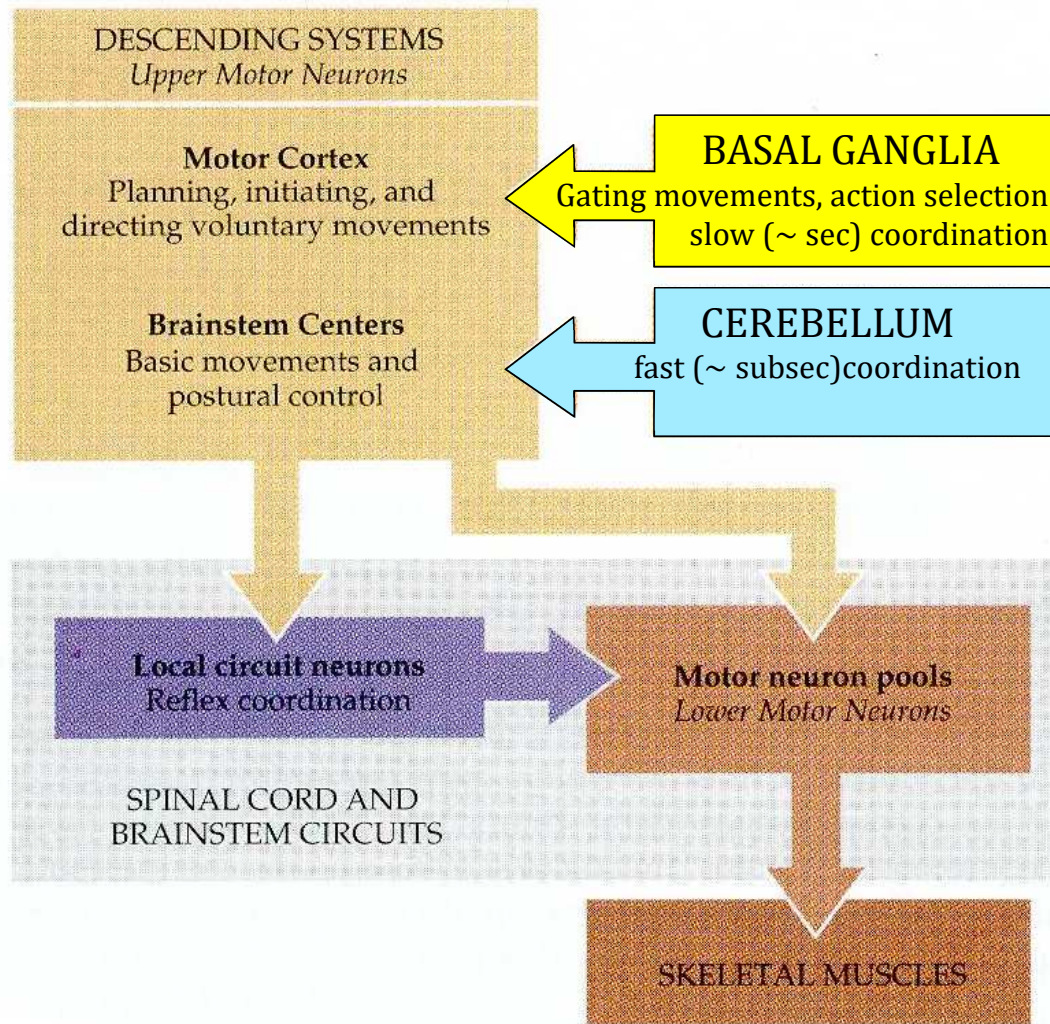 DESCENDING SYSTEMS
Upper Motor Neurons
Motor Cortex
Planning, initiating, and
directing voluntary movements
BASAL GANGLIA
Gating movements, action selection
slow (~ sec) coordination
Brainstem Centers
Basic movements and
postural control
CEREBELLUM
fast (~ subsec)coordination
Local circuit neurons
Reflex coordination
Motor neuron pools
Lower Motor Neurons
SPINAL CORD AND
BRAINSTEM CIRCUITS
SKELETAL MUSCLES